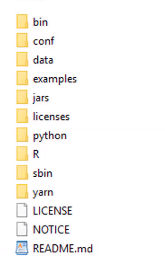 bin
conf
data
examples
jars
licenses
python
R
sbin
yarn
LICENSE
NOTICE
README.md